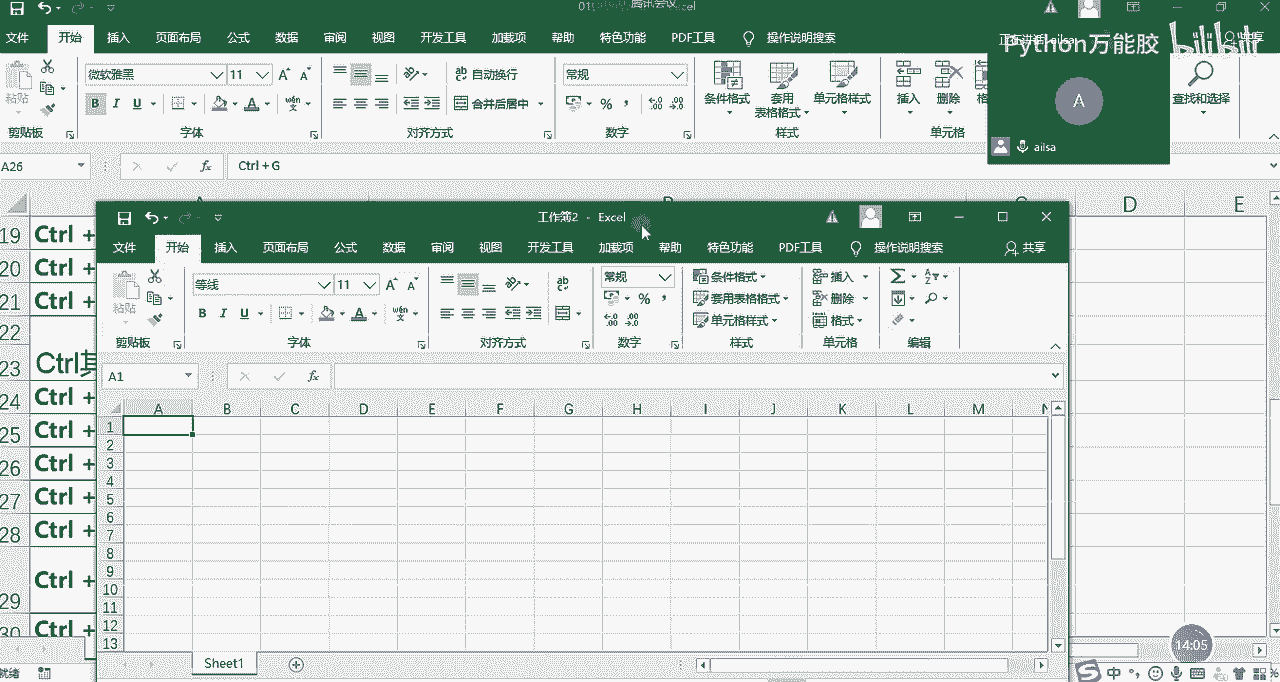 腾讯会议
Excel
文件 开始 插入 页面布局 公式 数据 审阅 视图 开发工具 加载项 帮助 特色功能 PDF工具 操作说明搜索
Python万能胶 bilibili
粘贴 微软雅黑 11 自动换行 常规 条件格式 套用 单元格样式 插入 删除 查找和选择
B I U 合并后居中 % 表格格式
剪贴板 字体 对齐方式 数字 样式 单元格
A
ailsa
A26 fx Ctrl + G
D E
19 Ctrl +
20 Ctrl +
21 Ctrl +
22
23 Ctrl其
24 Ctrl +
25 Ctrl +
26 Ctrl +
27 Ctrl +
28 Ctrl +
29 Ctrl +
30 Ctrl +
工作簿2 - Excel
文件 开始 插入 页面布局 公式 数据 审阅 视图 开发工具 加载项 帮助 特色功能 PDF工具 操作说明搜索 共享
粘贴 等线 11 常规 条件格式 插入
套用表格格式 删除
B I U % 单元格样式 格式
剪贴板 字体 对齐方式 数字 样式 单元格 编辑
A1 fx
A B C D E F G H I J K L M
1
2
3
4
5
6
7
8
9
10
11
12
13
Sheet1
14:05
就绪
中